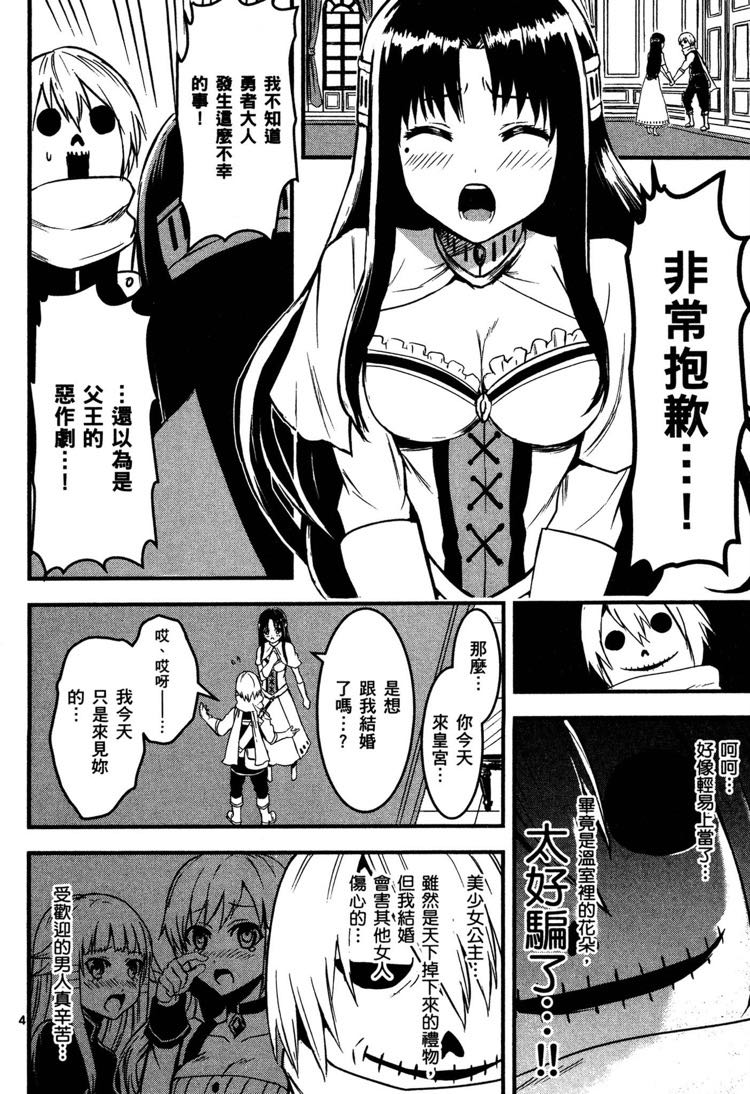 非常抱歉⋯!
我不知道
勇者大人
發生這麼不幸
的事!
⋯還以為是
父王的
惡作劇⋯!
呵呵⋯
好像輕易上當了⋯
畢竟是溫室裡的花朵,
太好騙了⋯!!
那麼⋯
你今天
來皇宮⋯
是想
跟我結婚
了嗎⋯?
哎、哎呀——
我今天
只是來見妳
的⋯
美少女公主⋯
雖然是天下掉下來的禮物,
但我結婚
會害其他女人
傷心的⋯
受歡迎的男人真辛苦⋯
4